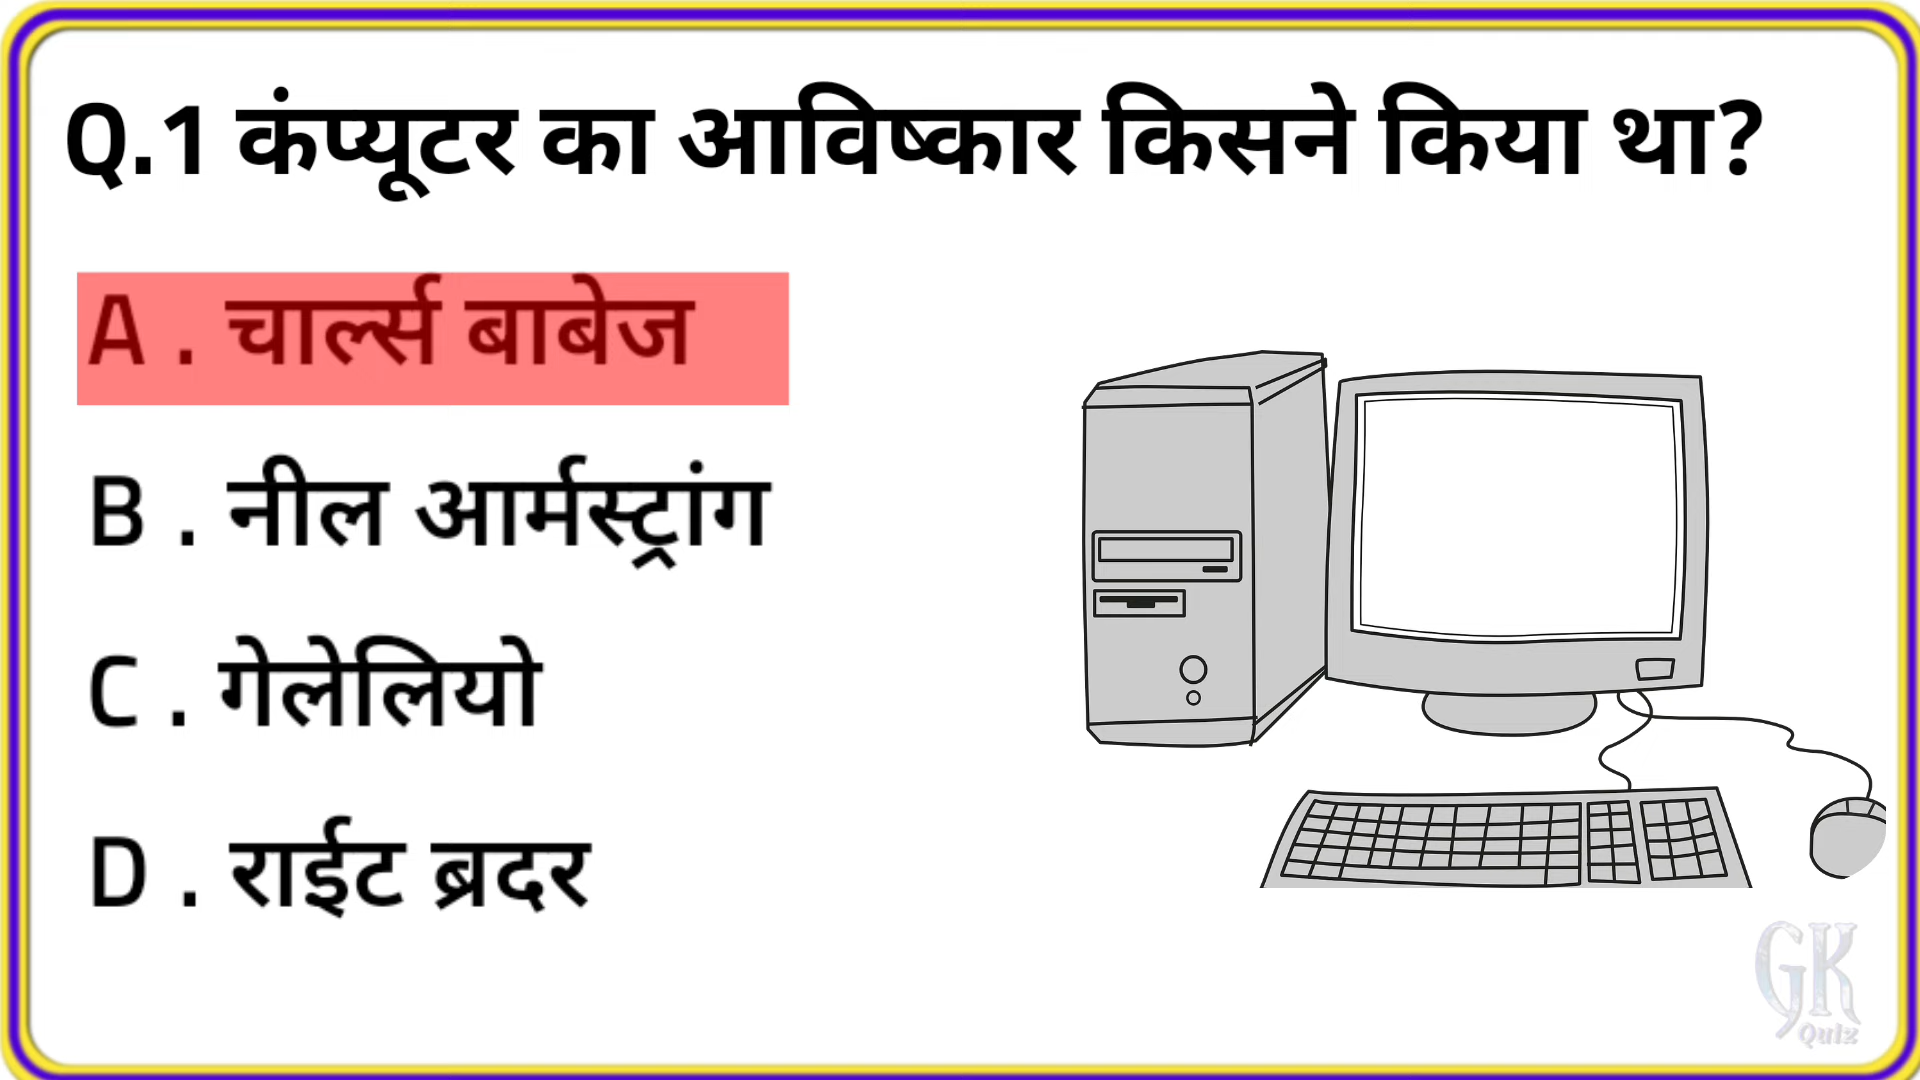 Q.1 कंप्यूटर का आविष्कार किसने किया था?
A . चार्ल्स बाबेज
B . नील आर्मस्ट्रांग
C . गेलेलियो
D . राईट ब्रदर
GK
Quiz